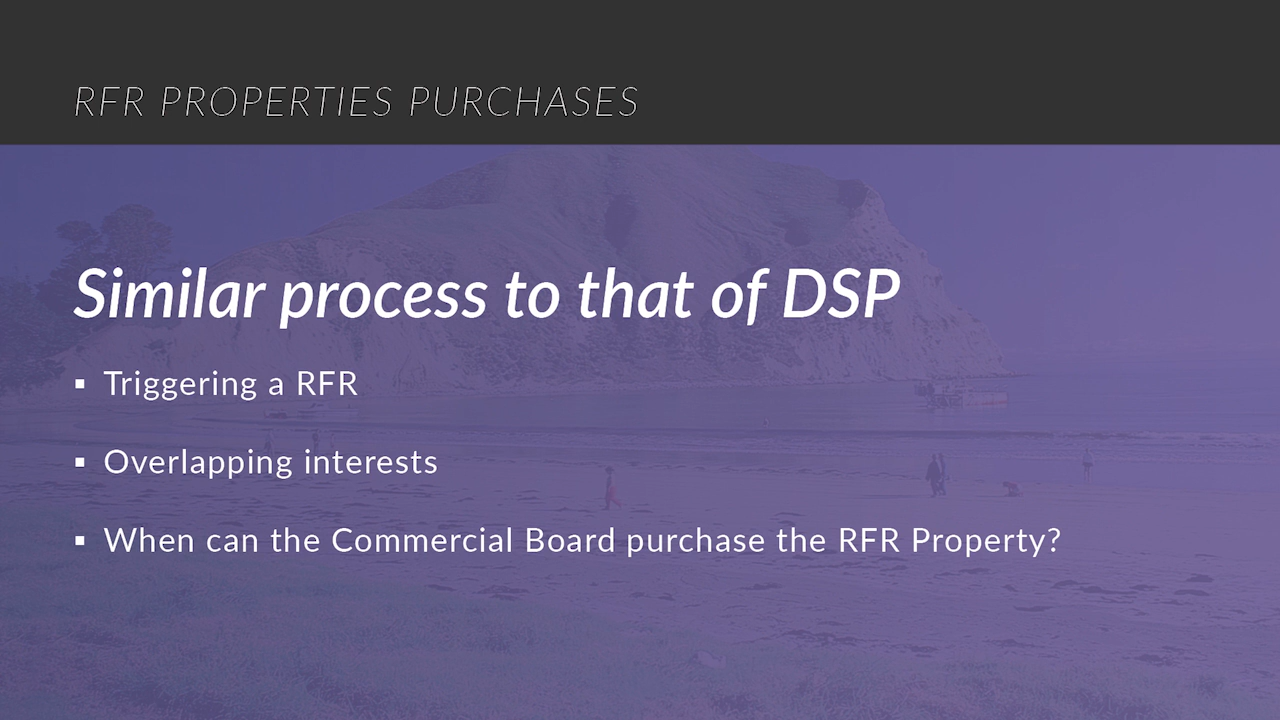 RFR PROPERTIES PURCHASES
Similar process to that of DSP
▪ Triggering a RFR
▪ Overlapping interests
▪ When can the Commercial Board purchase the RFR Property?